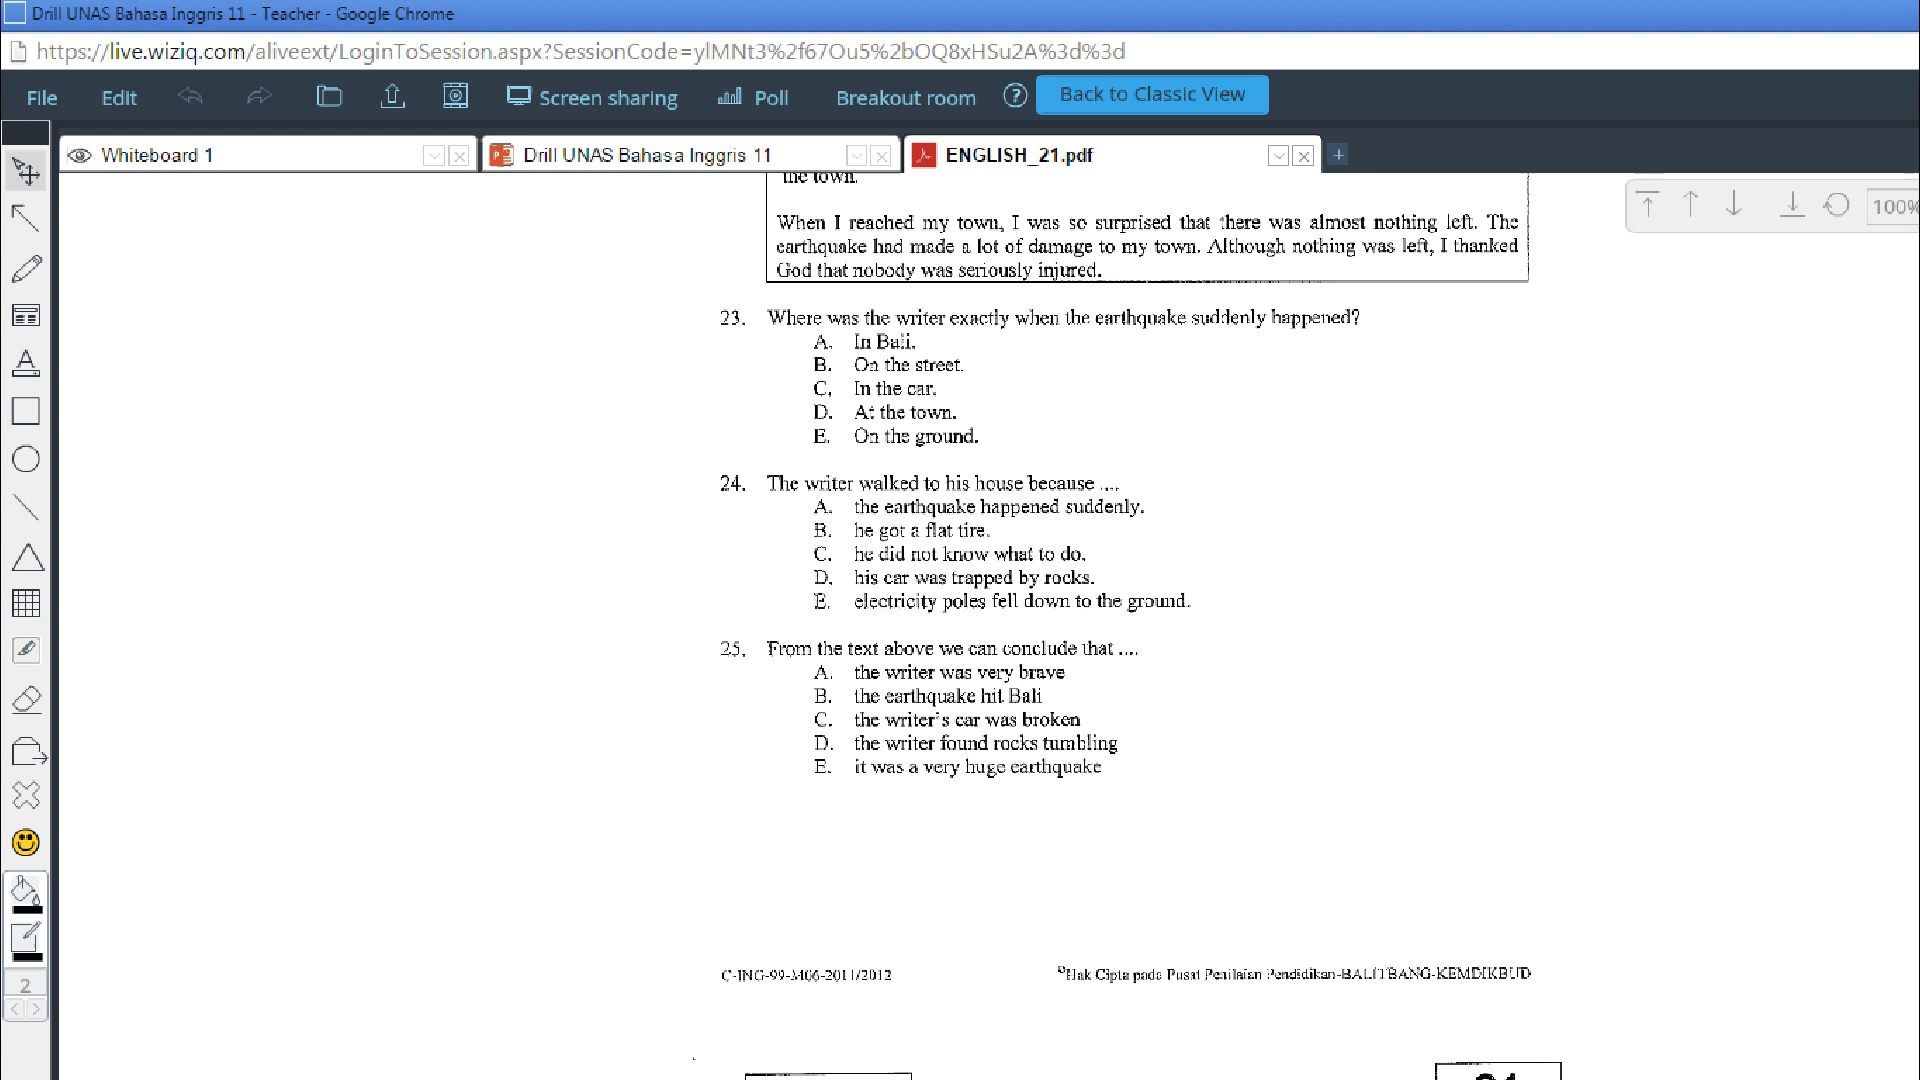 Drill UNAS Bahasa Inggris 11 - Teacher - Google Chrome
https://live.wiziq.com/aliveext/LoginToSession.aspx?SessionCode=ylMNt3%2f67Ou5%2bOQ8xHSu2A%3d%3d
File Edit Screen sharing Poll Breakout room ? Back to Classic View
Whiteboard 1 Drill UNAS Bahasa Inggris 11 ENGLISH_21.pdf +
100%
the town.
When I reached my town, I was so surprised that there was almost nothing left. The
earthquake had made a lot of damage to my town. Although nothing was left, I thanked
God that nobody was seriously injured.
23. Where was the writer exactly when the earthquake suddenly happened?
A. In Bali.
B. On the street.
C. In the car.
D. At the town.
E. On the ground.
24. The writer walked to his house because ....
A. the earthquake happened suddenly.
B. he got a flat tire.
C. he did not know what to do.
D. his car was trapped by rocks.
E. electricity poles fell down to the ground.
25. From the text above we can conclude that ....
A. the writer was very brave
B. the earthquake hit Bali
C. the writer's car was broken
D. the writer found rocks tumbling
E. it was a very huge earthquake
2
C-ING-99-M06-2011/2012 ©Hak Cipta pada Pusat Penilaian Pendidikan-BALITBANG-KEMDIKBUD